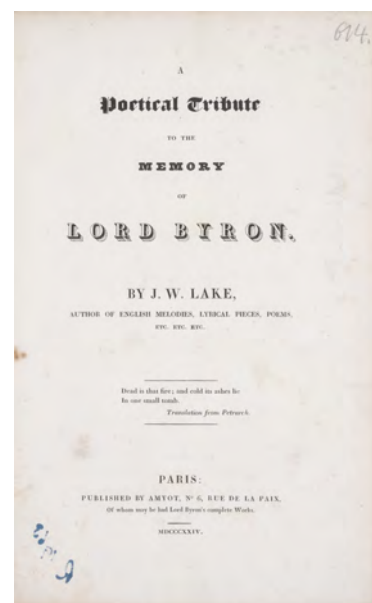 614.
A
Poetical Tribute
TO THE
MEMORY
OF
LORD BYRON.
BY J. W. LAKE,
AUTHOR OF ENGLISH MELODIES, LYRICAL PIECES, POEMS,
ETC. ETC. ETC.
Dead is that fire; and cold its ashes lie
In one small tomb.
Translation from Petrarch.
PARIS:
PUBLISHED BY AMYOT, Nº 6, RUE DE LA PAIX,
Of whom may be had Lord Byron's complete Works.
MDCCCXXIV.